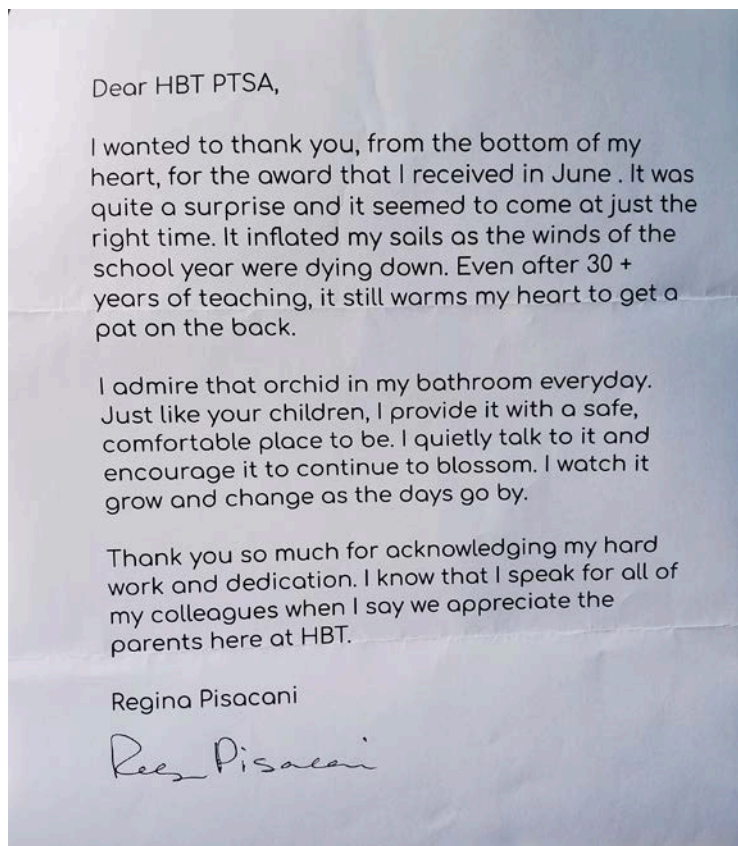 Dear HBT PTSA,
I wanted to thank you, from the bottom of my
heart, for the award that I received in June . It was
quite a surprise and it seemed to come at just the
right time. It inflated my sails as the winds of the
school year were dying down. Even after 30 +
years of teaching, it still warms my heart to get a
pat on the back.
I admire that orchid in my bathroom everyday.
Just like your children, I provide it with a safe,
comfortable place to be. I quietly talk to it and
encourage it to continue to blossom. I watch it
grow and change as the days go by.
Thank you so much for acknowledging my hard
work and dedication. I know that I speak for all of
my colleagues when I say we appreciate the
parents here at HBT.
Regina Pisacani
Pisacani